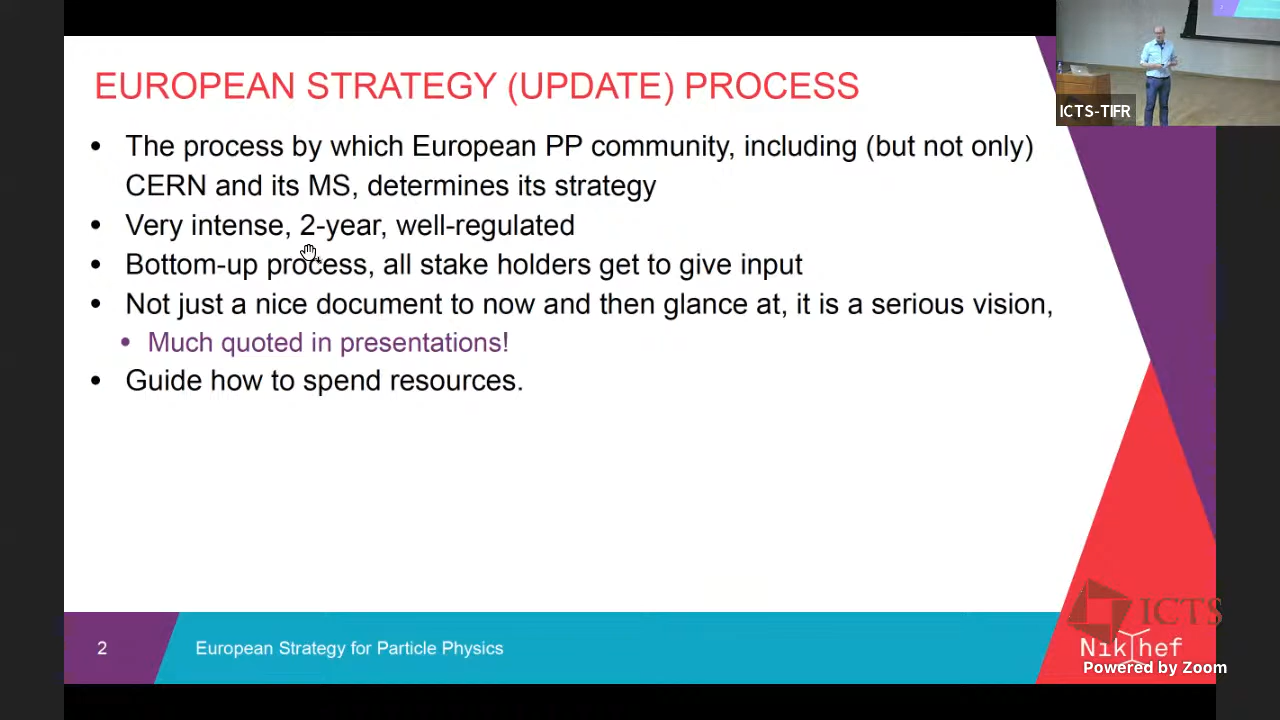 EUROPEAN STRATEGY (UPDATE) PROCESS
ICTS-TIFR
• The process by which European PP community, including (but not only)
CERN and its MS, determines its strategy
• Very intense, 2-year, well-regulated
• Bottom-up process, all stake holders get to give input
• Not just a nice document to now and then glance at, it is a serious vision,
• Much quoted in presentations!
• Guide how to spend resources.
ICTS
2
European Strategy for Particle Physics
Nikhef
Powered by Zoom